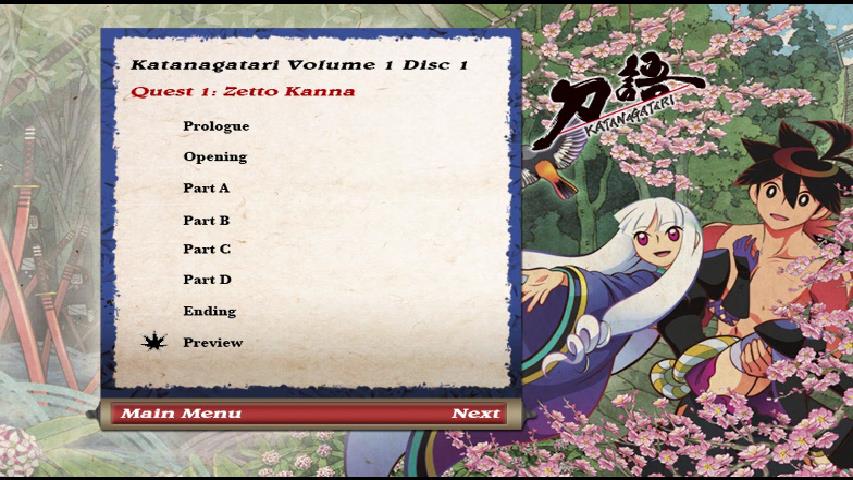 Katanagatari Volume 1 Disc 1
Quest 1: Zetto Kanna
Prologue
Opening
Part A
Part B
Part C
Part D
Ending
Preview
Main Menu
Next
刀語
KATANAGATARI